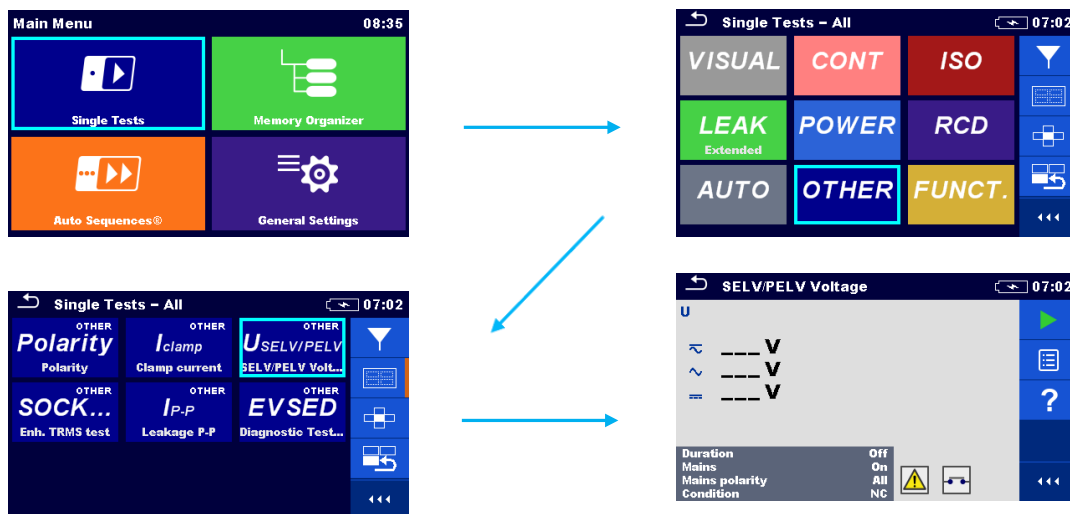 Main Menu 08:35
Single Tests
Memory Organizer
Auto Sequences®
General Settings
Single Tests – All 07:02
VISUAL CONT ISO
LEAK POWER RCD
Extended
AUTO OTHER FUNCT.
Single Tests – All 07:02
OTHER OTHER OTHER
Polarity Iclamp USELV/PELV
Polarity Clamp current SELV/PELV Volt...
OTHER OTHER OTHER
SOCK... IP-P EVSED
Enh. TRMS test Leakage P-P Diagnostic Test...
SELV/PELV Voltage 07:02
U
___ V
___ V
___ V
?
Duration Off
Mains On
Mains polarity All
Condition NC